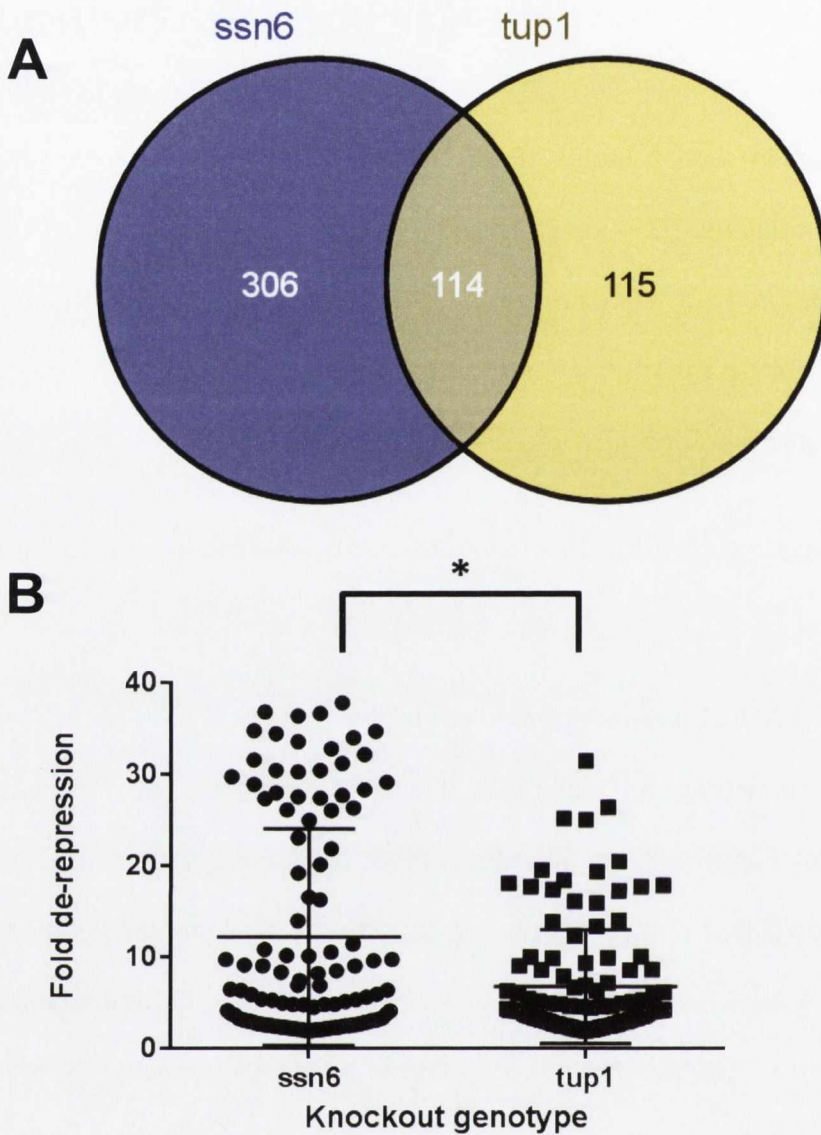 A
ssn6 tup1
306 114 115
B
*
40
30
20
10
0
Fold de-repression
ssn6 tup1
Knockout genotype